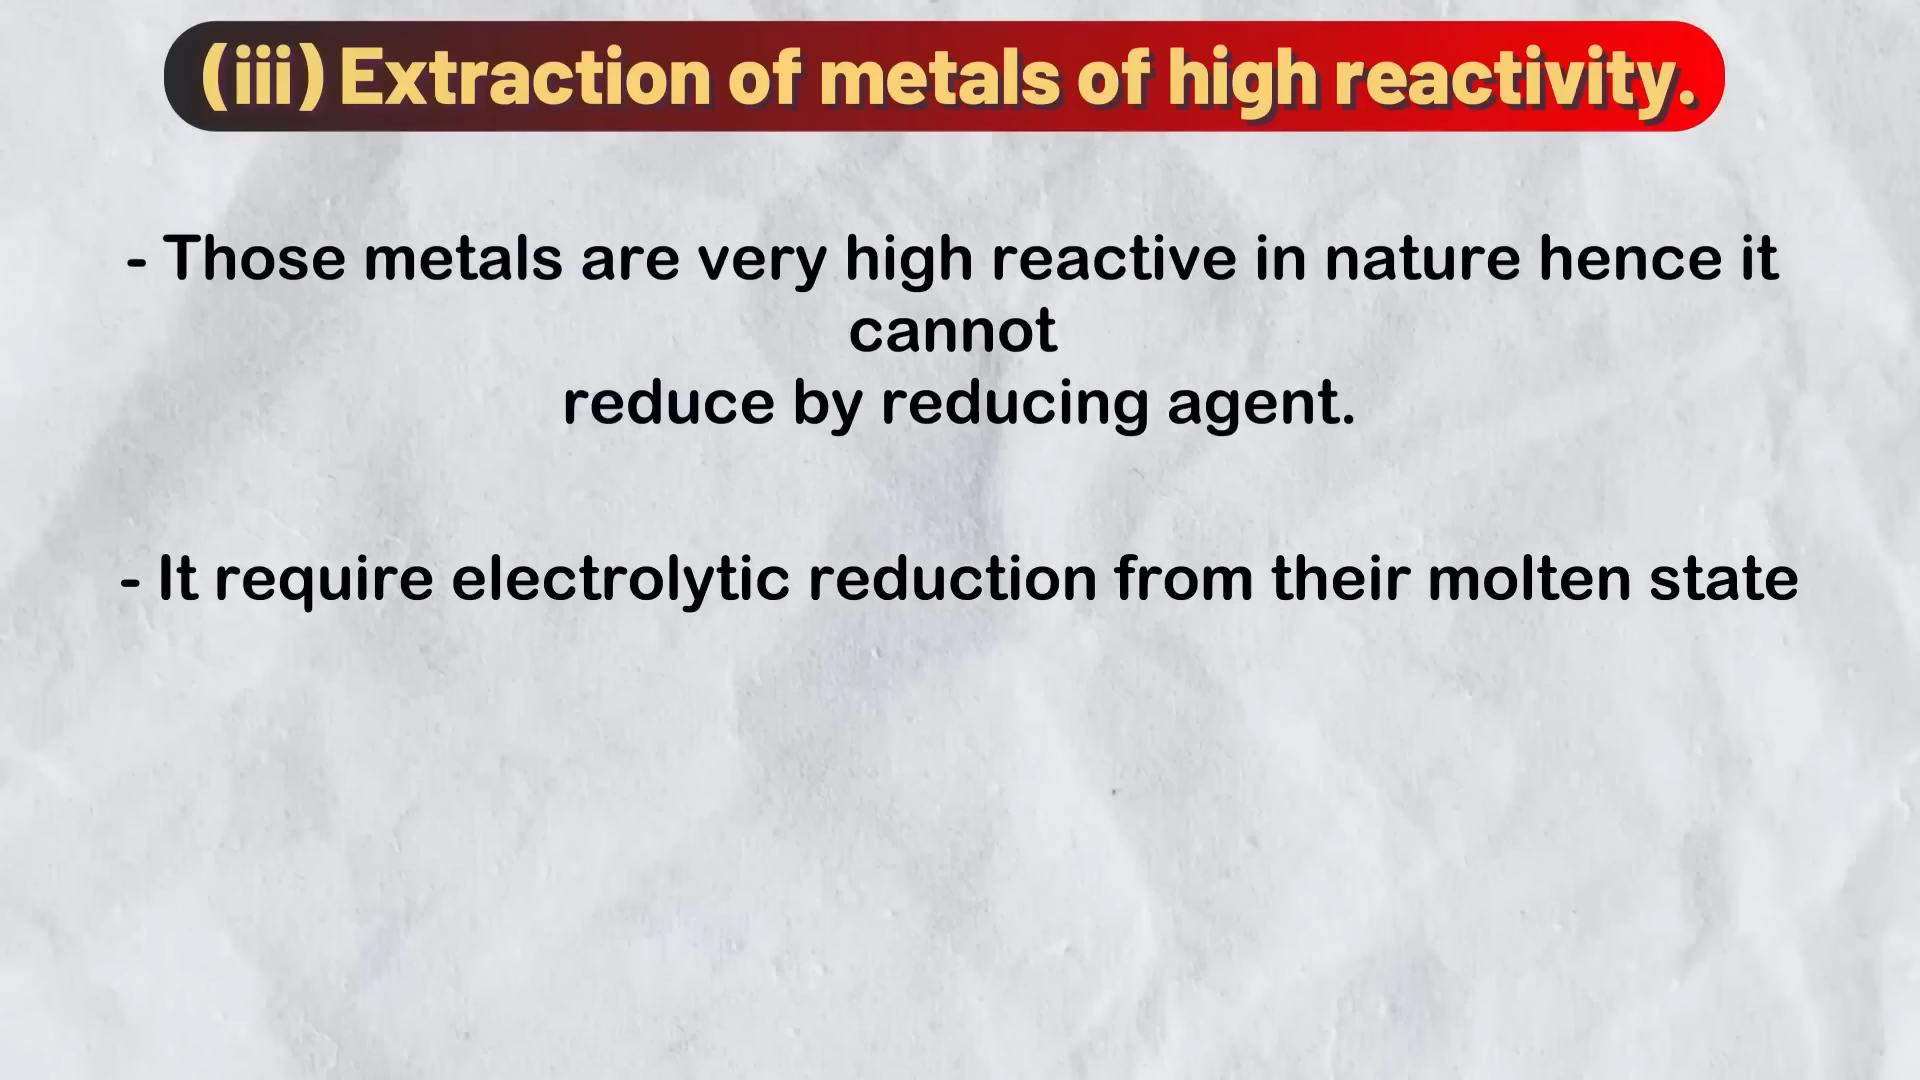 (iii) Extraction of metals of high reactivity.
- Those metals are very high reactive in nature hence it
cannot
reduce by reducing agent.
- It require electrolytic reduction from their molten state